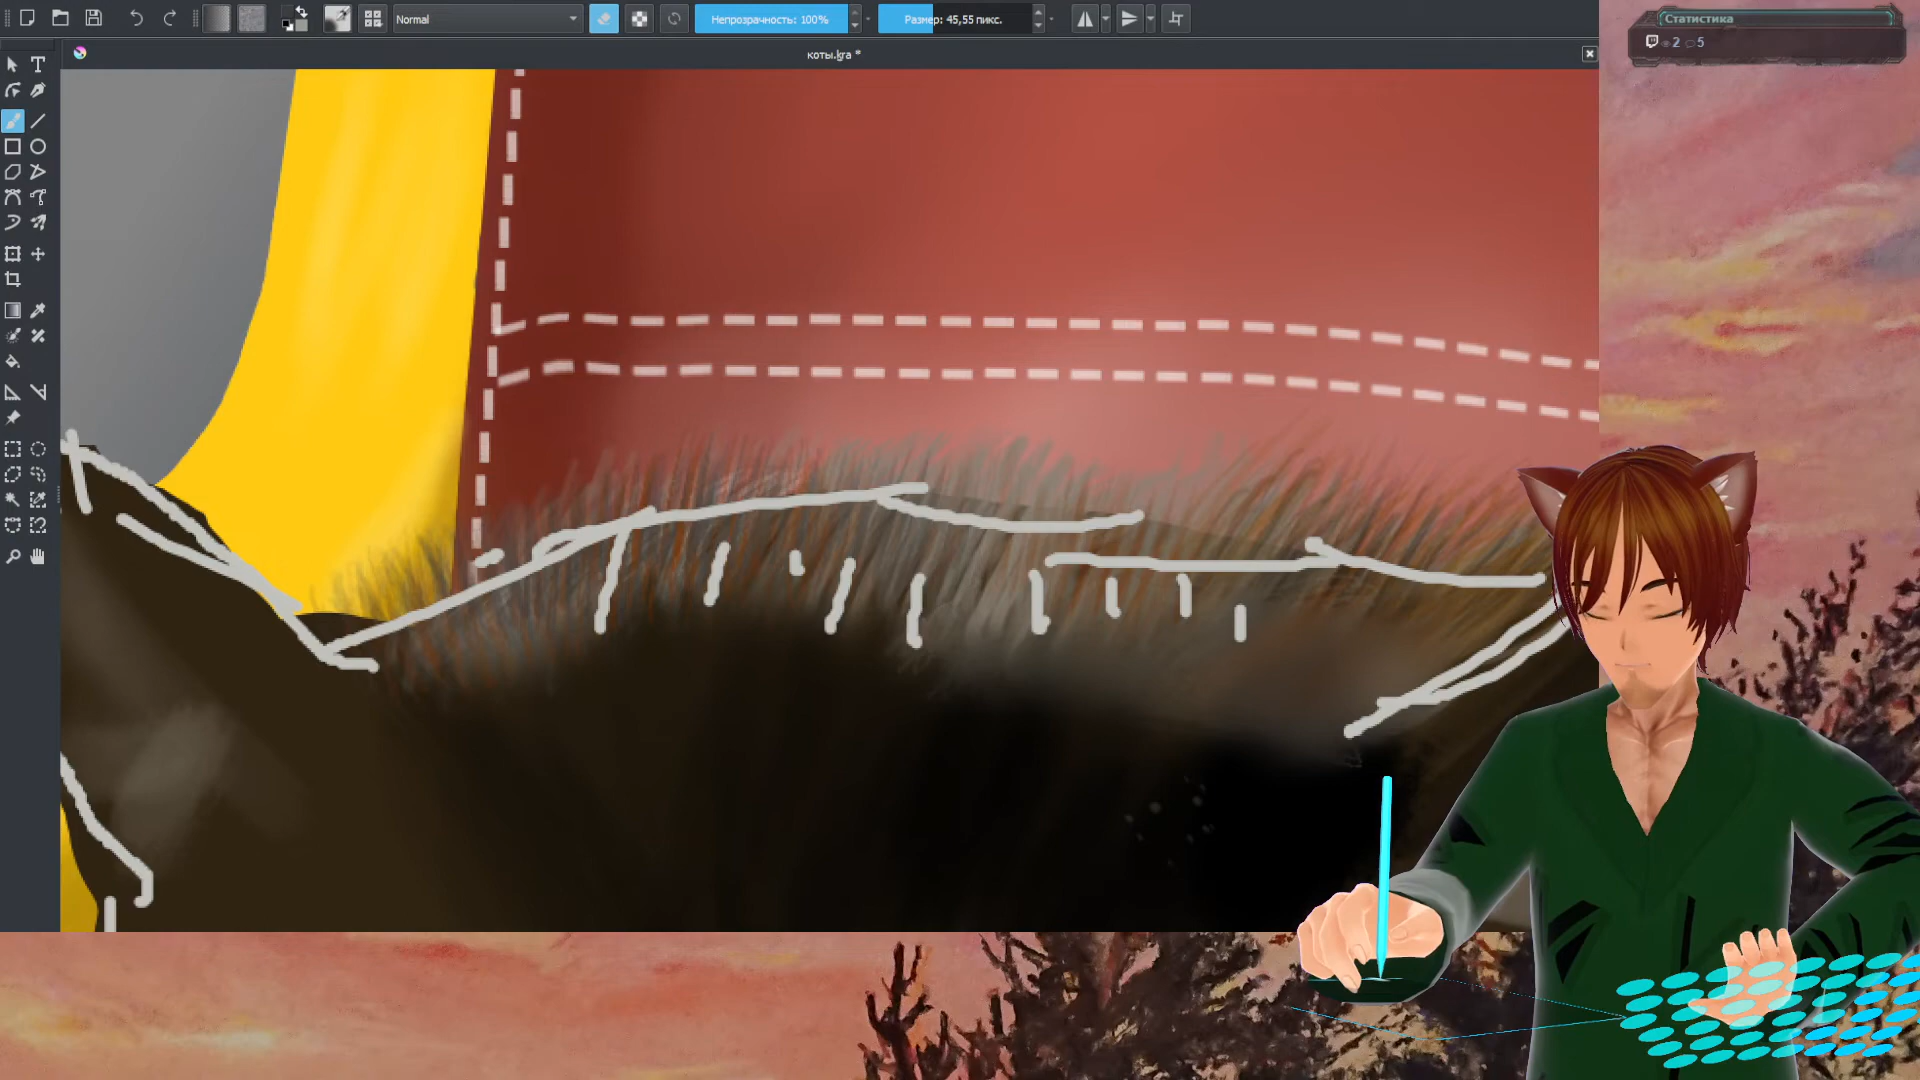 Normal
Непрозрачность: 100%
Размер: 45,55 пикс.
коты.kra *
Статистика
2 5